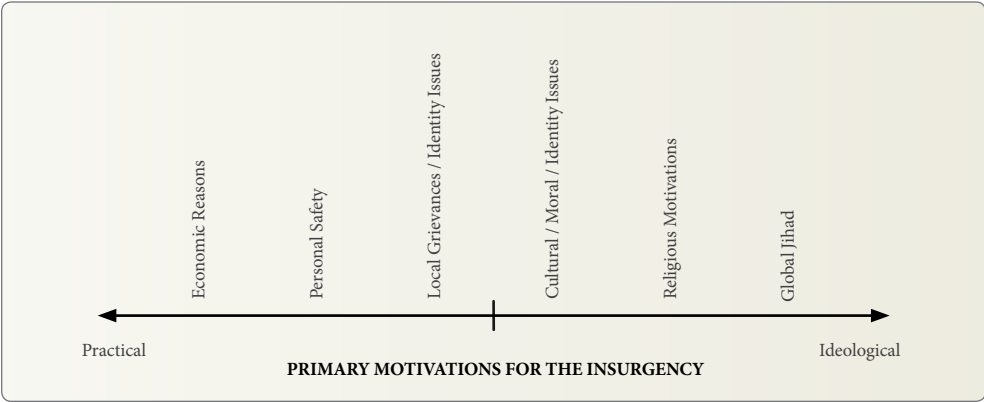 Economic Reasons
Personal Safety
Local Grievances / Identity Issues
Cultural / Moral / Identity Issues
Religious Motivations
Global Jihad
Practical
Ideological
PRIMARY MOTIVATIONS FOR THE INSURGENCY